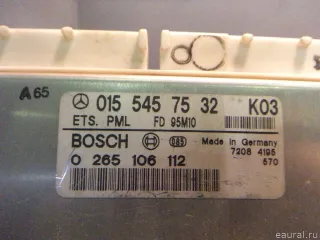 A65
015 545 75 32 K03
ETS. PML FD 95M10
BOSCH 085 Made in Germany
7208 4195
0 265 106 112 570
© eaural.ru